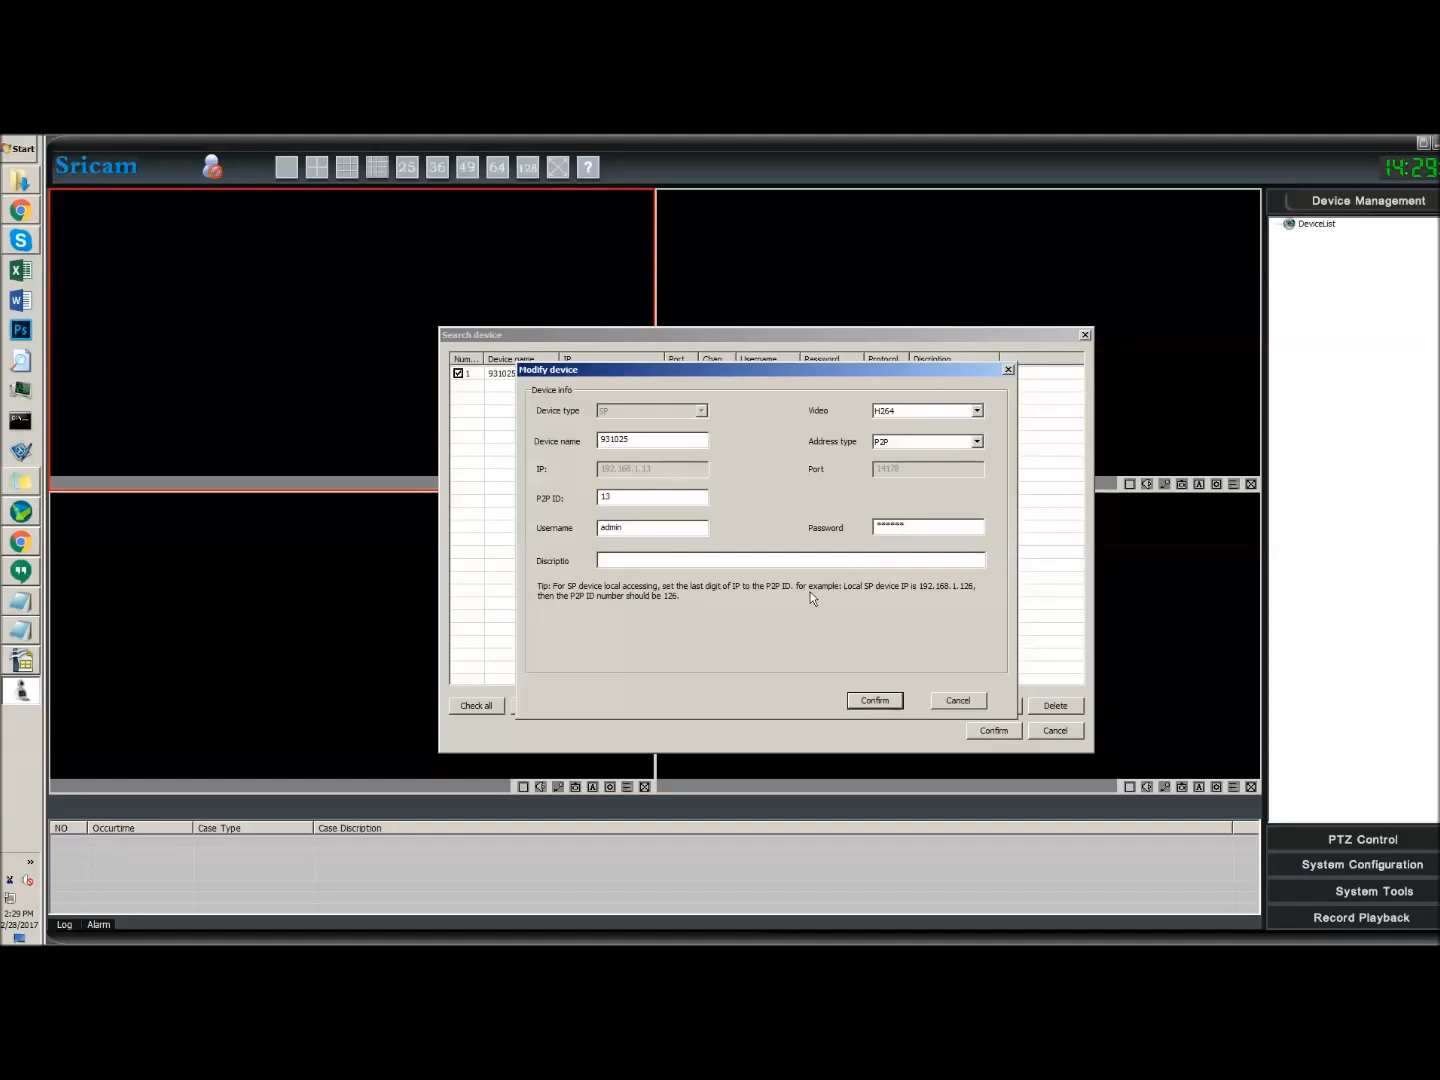 Start
Sricam
25 36 49 64 128 ?
14:29
Device Management
DeviceList
Search device
Num... Device name IP Port Chan Username Password Protocol Discription
1 931025
Modify device
Device info
Device type SP Video H264
Device name 931025 Address type P2P
IP: 192.168.1.13 Port 14178
P2P ID: 13
Username admin Password ******
Discriptio
Tip: For SP device local accessing, set the last digit of IP to the P2P ID. for example: Local SP device IP is 192.168.1.126,
then the P2P ID number should be 126.
Confirm Cancel
Check all Delete
Confirm Cancel
NO Occurtime Case Type Case Discription
PTZ Control
System Configuration
System Tools
Record Playback
Log Alarm
2:29 PM
2/28/2017